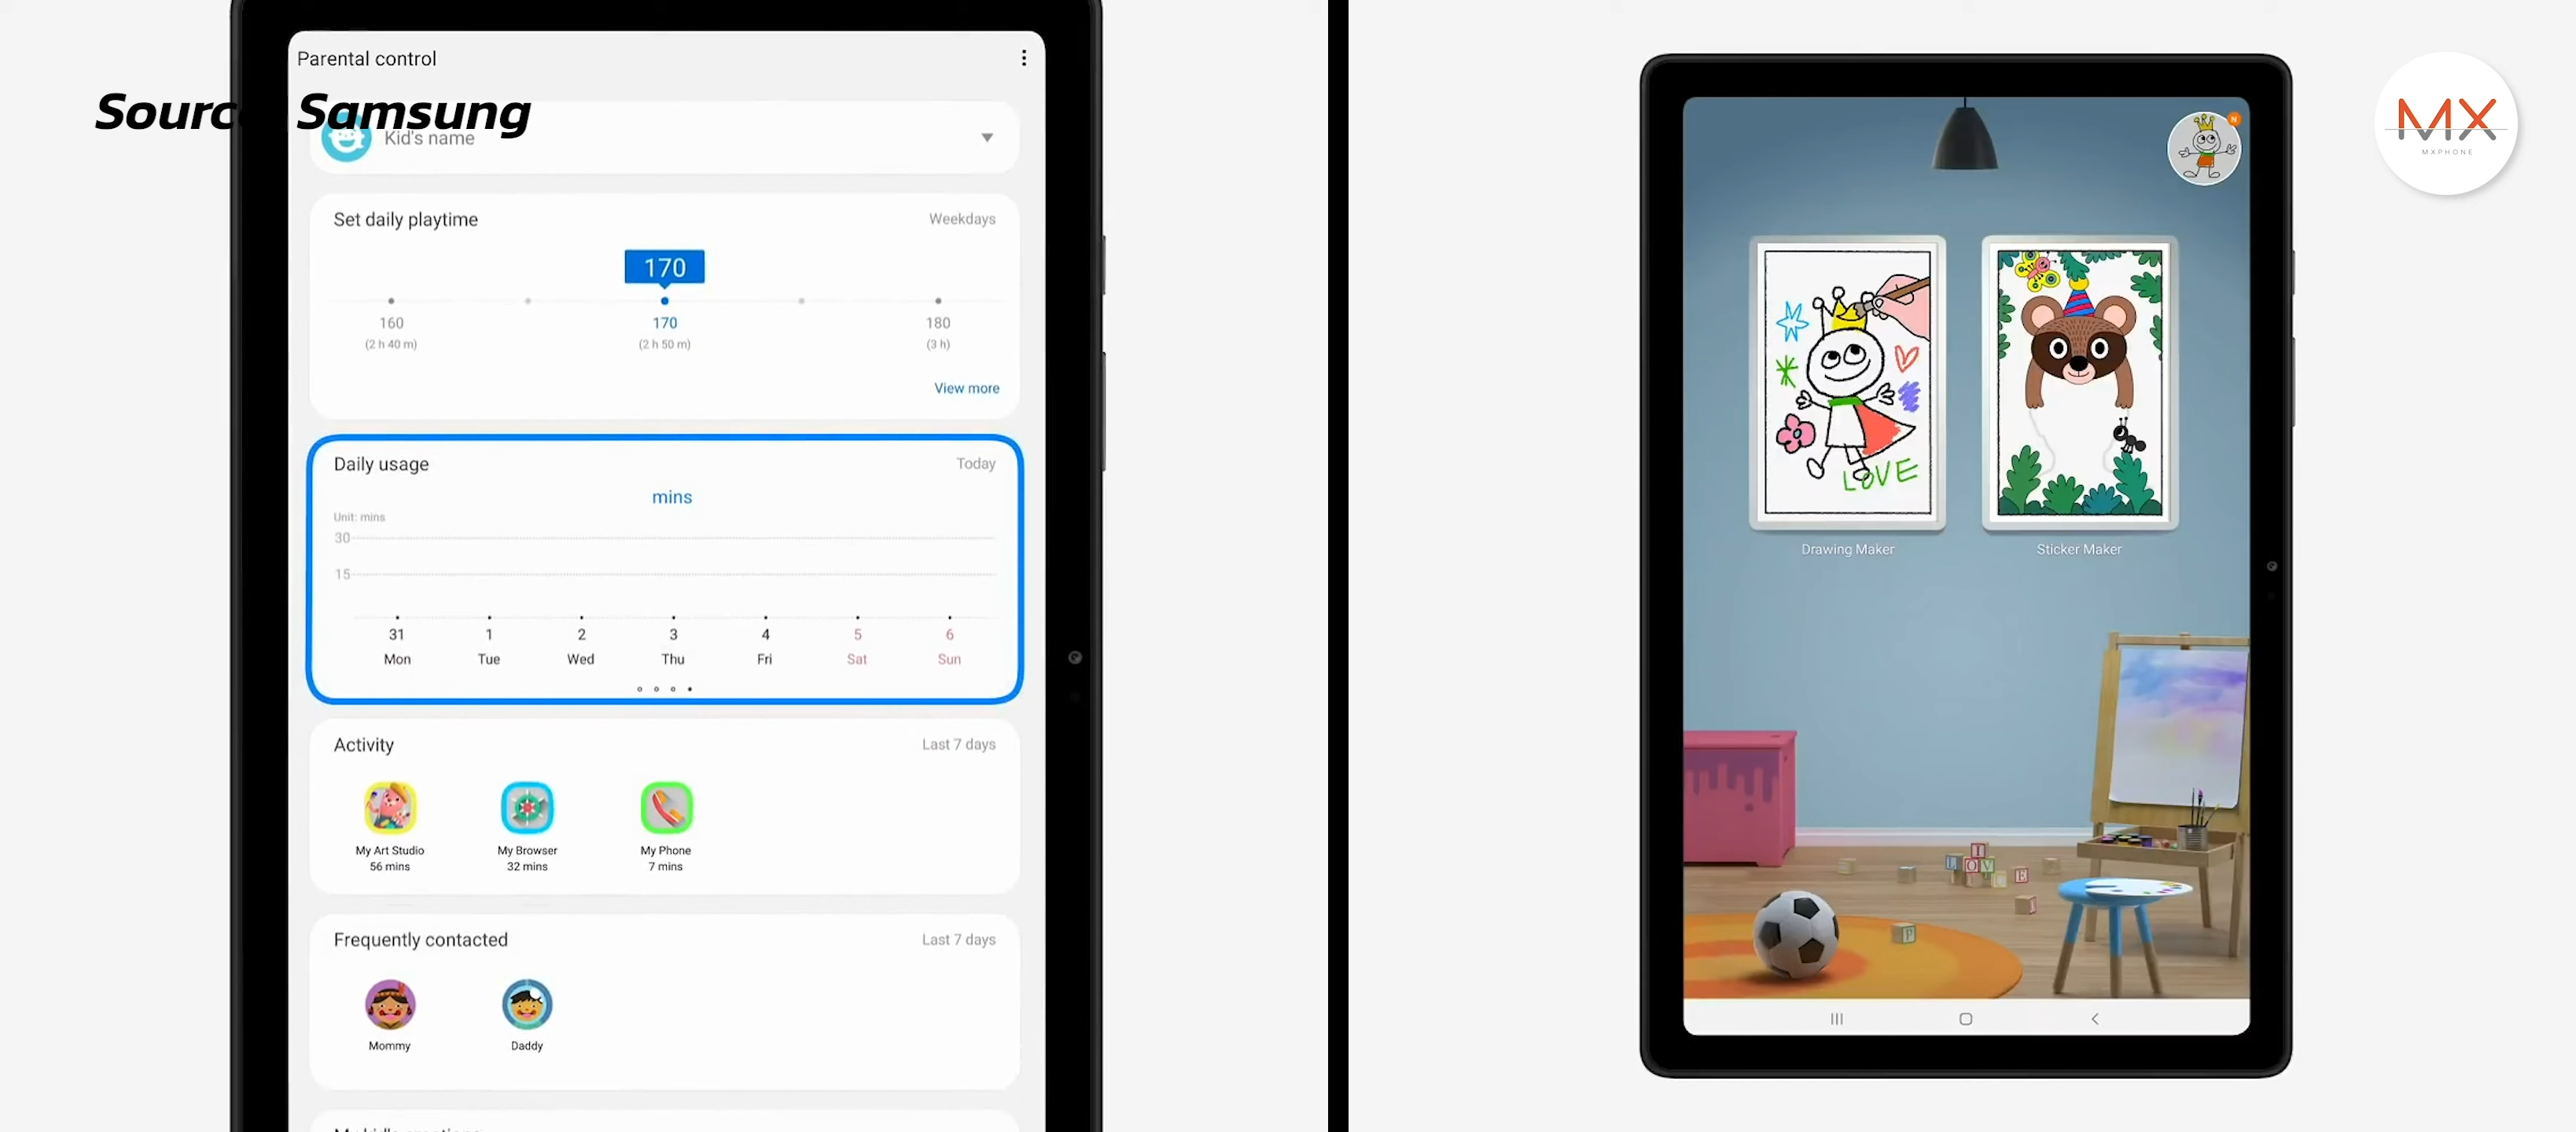 Parental control
Source: Samsung
Kid's name
Set daily playtime
Weekdays
170
160
170
180
(2 h 40 m)
(2 h 50 m)
(3 h)
View more
Daily usage
Today
mins
Unit: mins
30
15
31
1
2
3
4
5
6
Mon
Tue
Wed
Thu
Fri
Sat
Sun
Activity
Last 7 days
My Art Studio
56 mins
My Browser
32 mins
My Phone
7 mins
Frequently contacted
Last 7 days
Mommy
Daddy
N
LOVE
Drawing Maker
Sticker Maker
I
L O V E
P
MX
MXPHONE